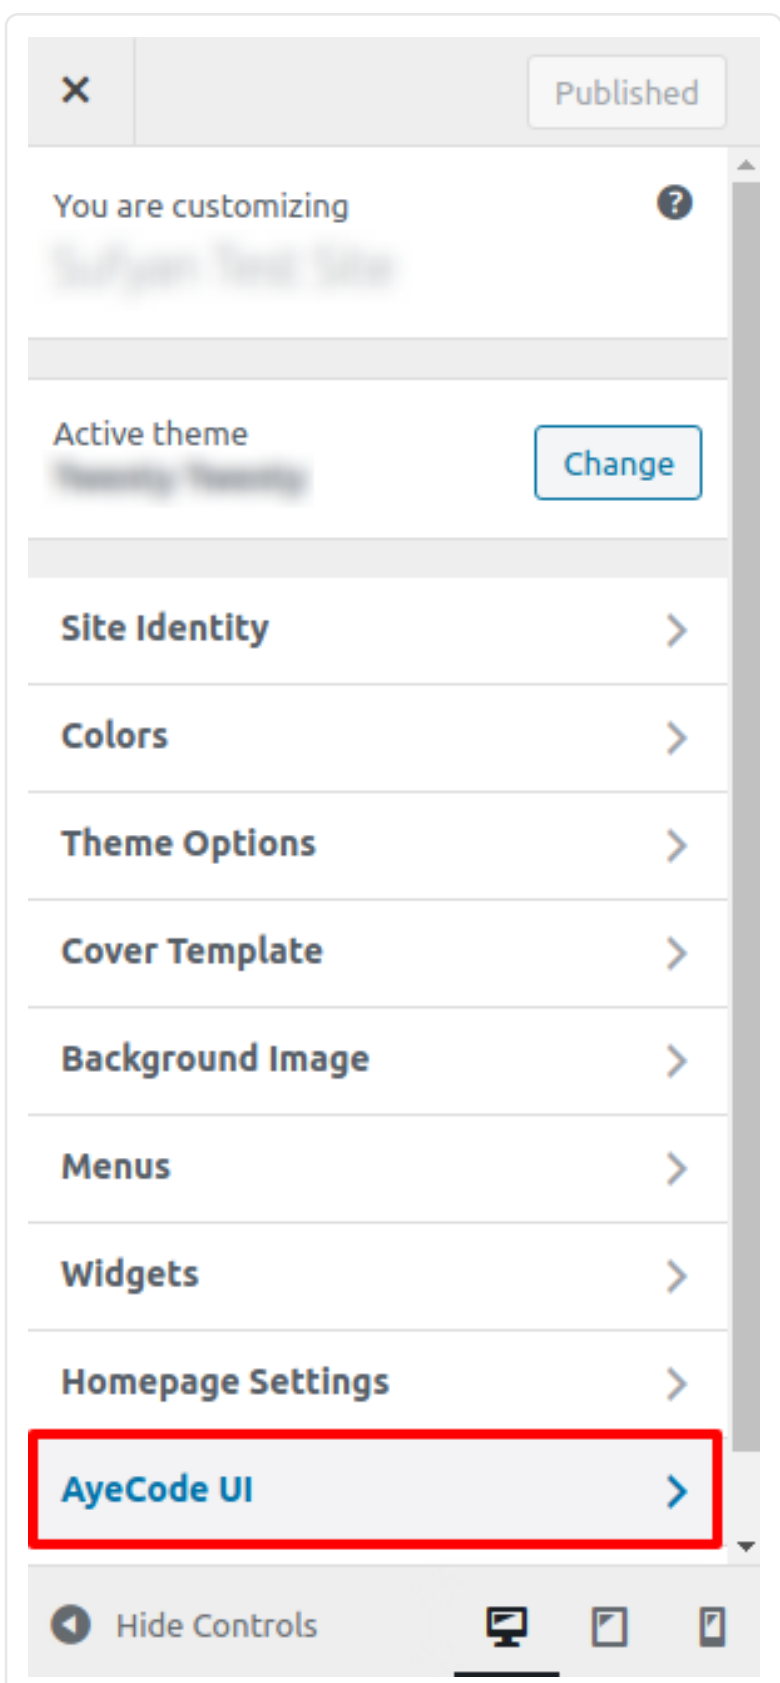 Published
You are customizing
Active theme
Change
Site Identity
Colors
Theme Options
Cover Template
Background Image
Menus
Widgets
Homepage Settings
AyeCode UI
Hide Controls